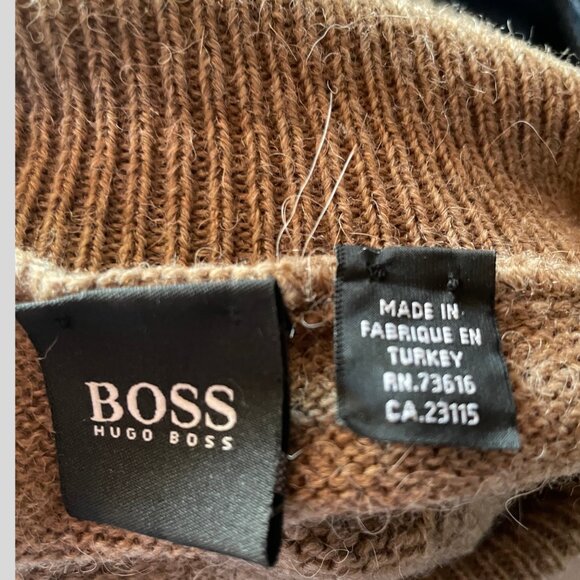 BOSS
HUGO BOSS
MADE IN
FABRIQUE EN
TURKEY
RN.73616
CA.23115